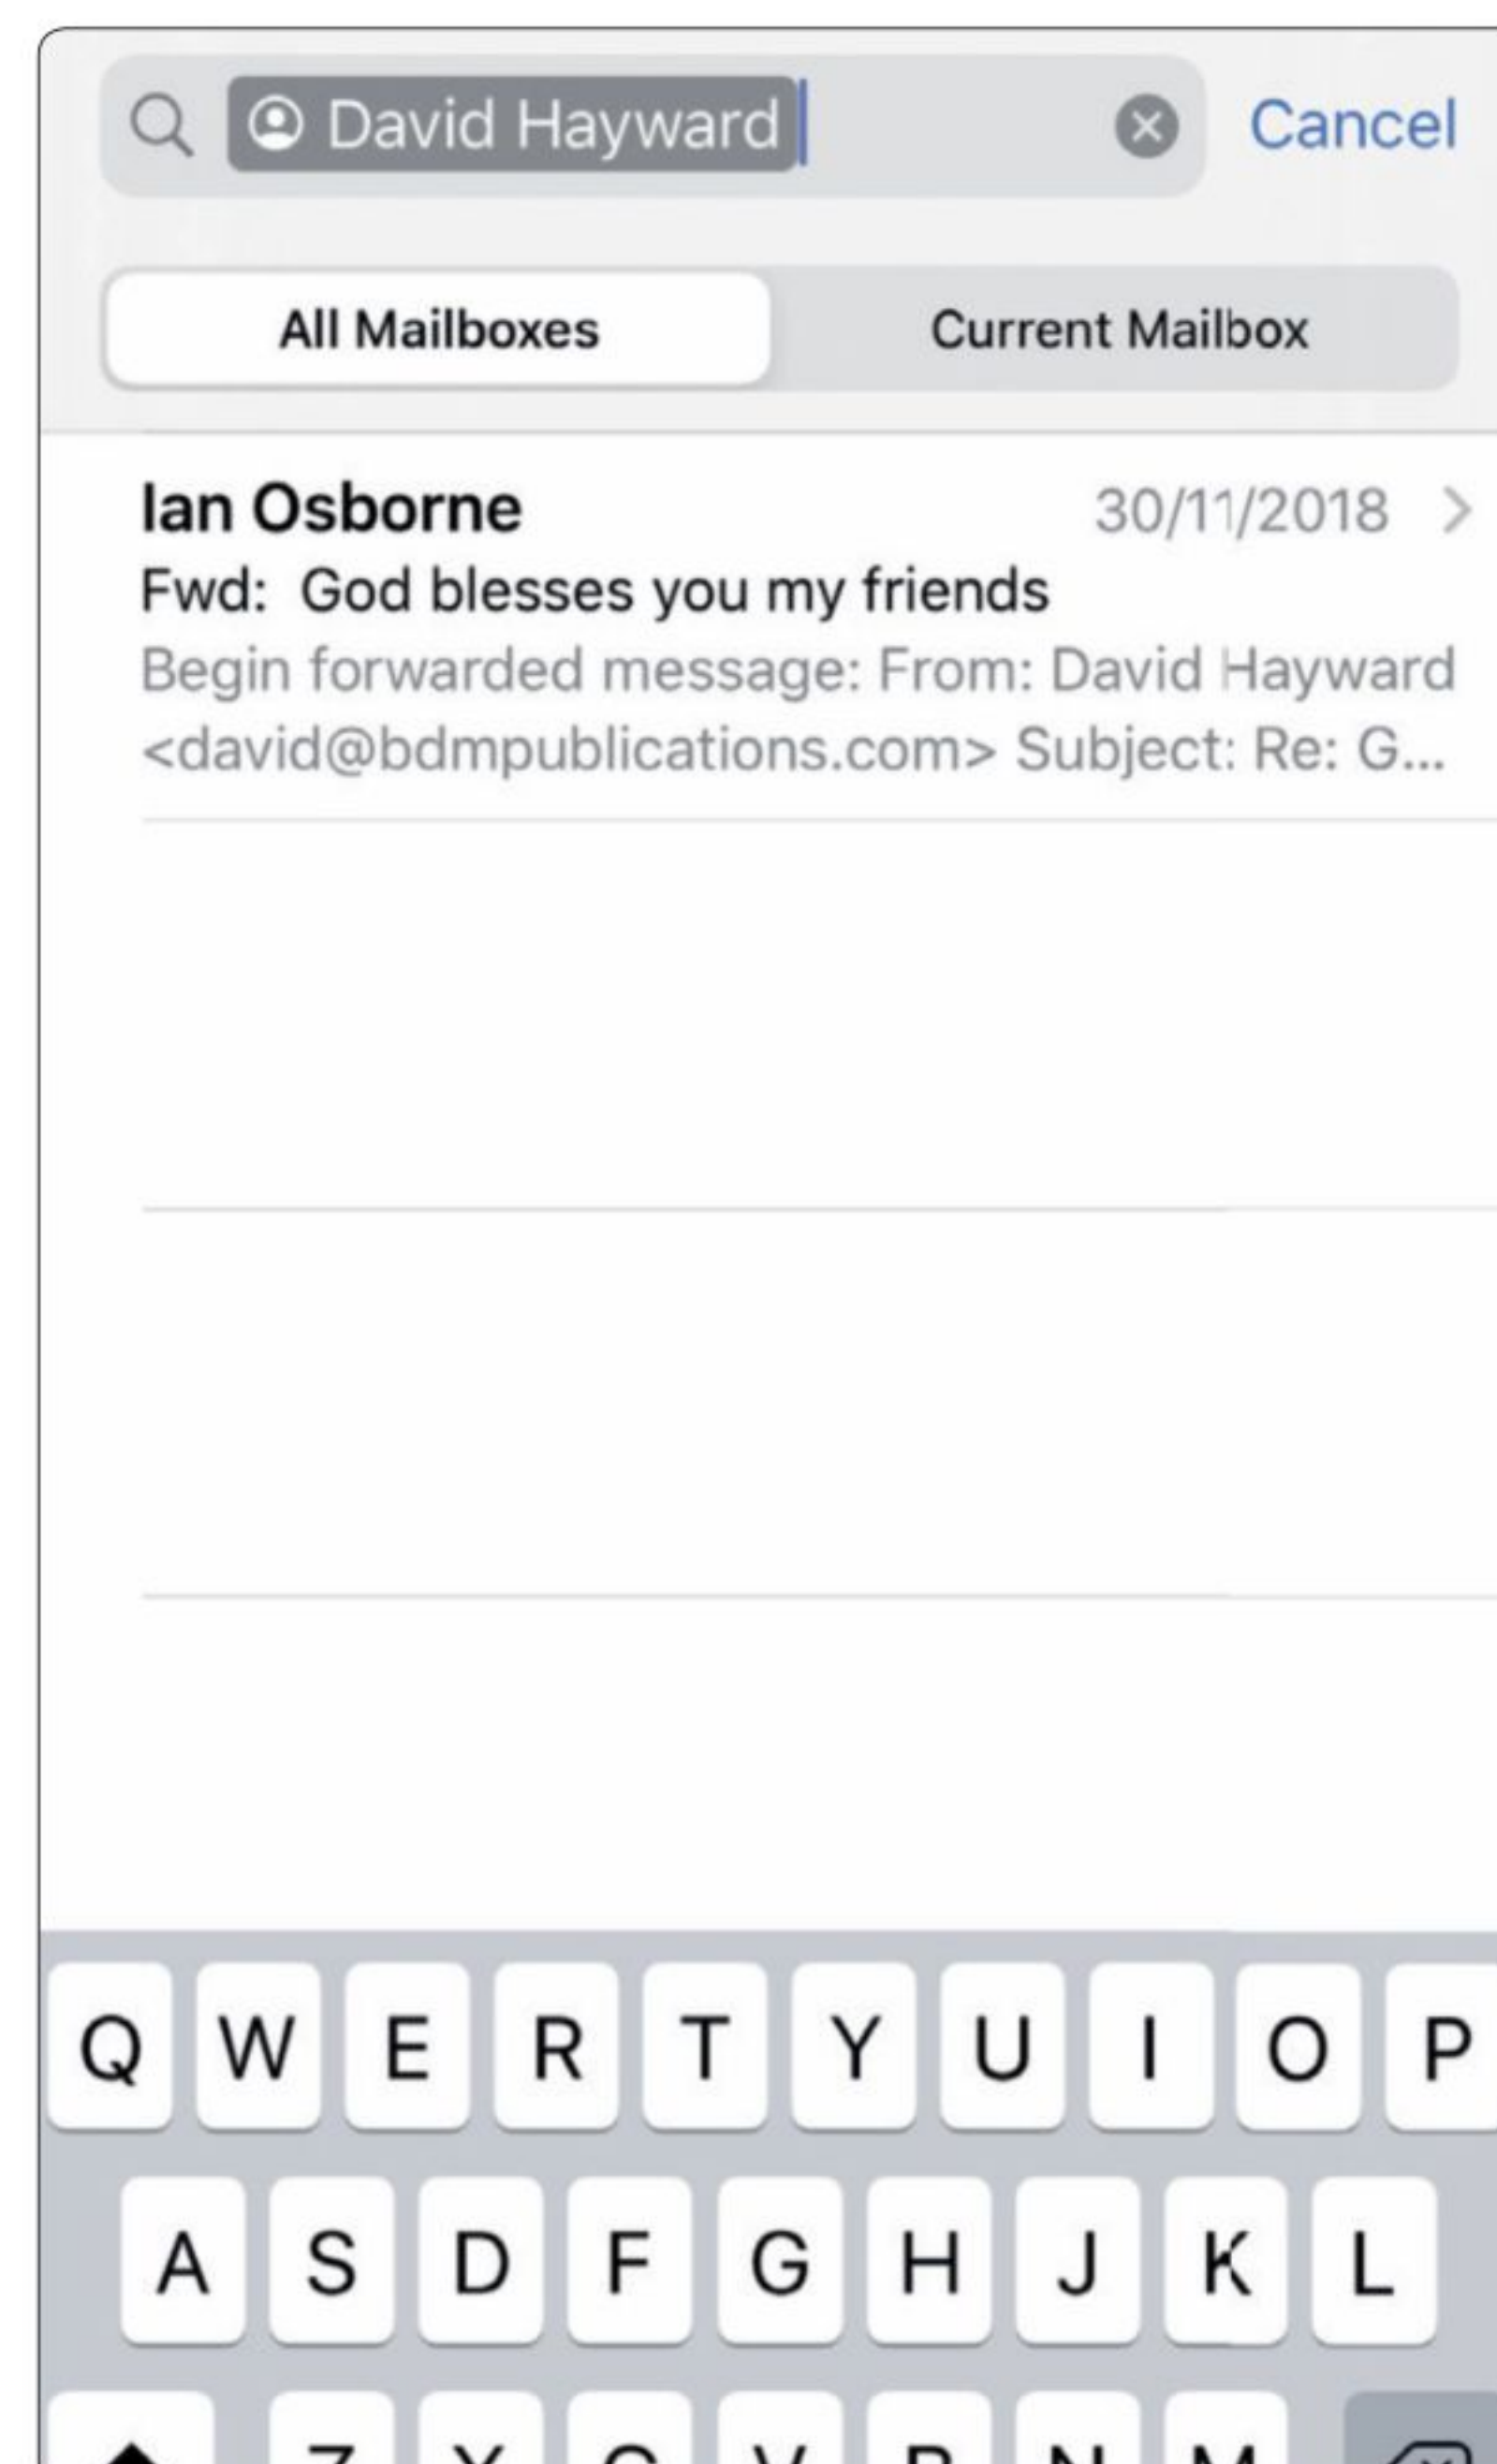 David Hayward
Cancel
All Mailboxes
Current Mailbox
Ian Osborne
30/11/2018
Fwd:  God blesses you my friends
Begin forwarded message: From: David Hayward
<david@bdmpublications.com> Subject: Re: G...
Q W E R T Y U I O P
A S D F G H J K L
Z X C V B N M